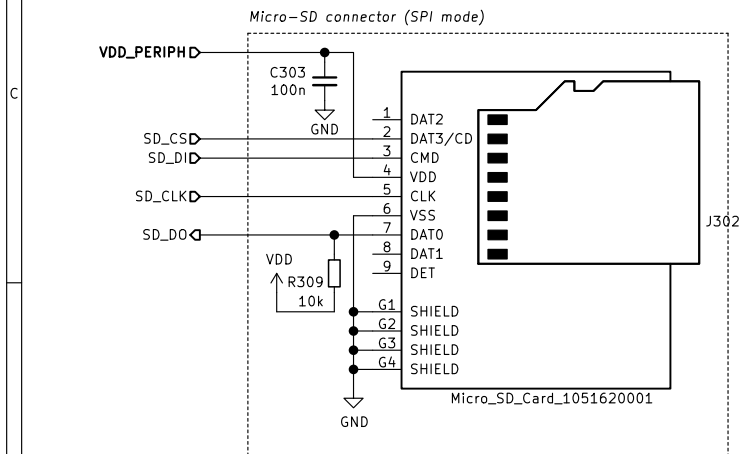 Micro-SD connector (SPI mode)
VDD_PERIPH
C303
100n
GND
C
1 DAT2
SD_CS 2 DAT3/CD
SD_DI 3 CMD
4 VDD
SD_CLK 5 CLK
6 VSS
J302
SD_DO 7 DAT0
8 DAT1
VDD
9 DET
R309
10k
G1 SHIELD
G2 SHIELD
G3 SHIELD
G4 SHIELD
Micro_SD_Card_1051620001
GND